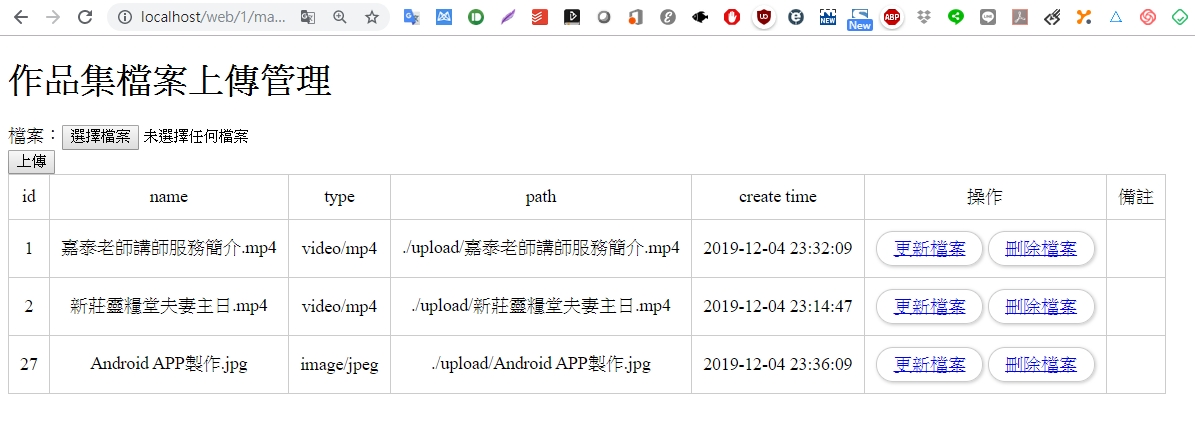 localhost/web/1/ma...
New
作品集檔案上傳管理
檔案：選擇檔案 未選擇任何檔案
上傳
id name type path create time 操作 備註
1 嘉泰老師講師服務簡介.mp4 video/mp4 ./upload/嘉泰老師講師服務簡介.mp4 2019-12-04 23:32:09 更新檔案 刪除檔案
2 新莊靈糧堂夫妻主日.mp4 video/mp4 ./upload/新莊靈糧堂夫妻主日.mp4 2019-12-04 23:14:47 更新檔案 刪除檔案
27 Android APP製作.jpg image/jpeg ./upload/Android APP製作.jpg 2019-12-04 23:36:09 更新檔案 刪除檔案